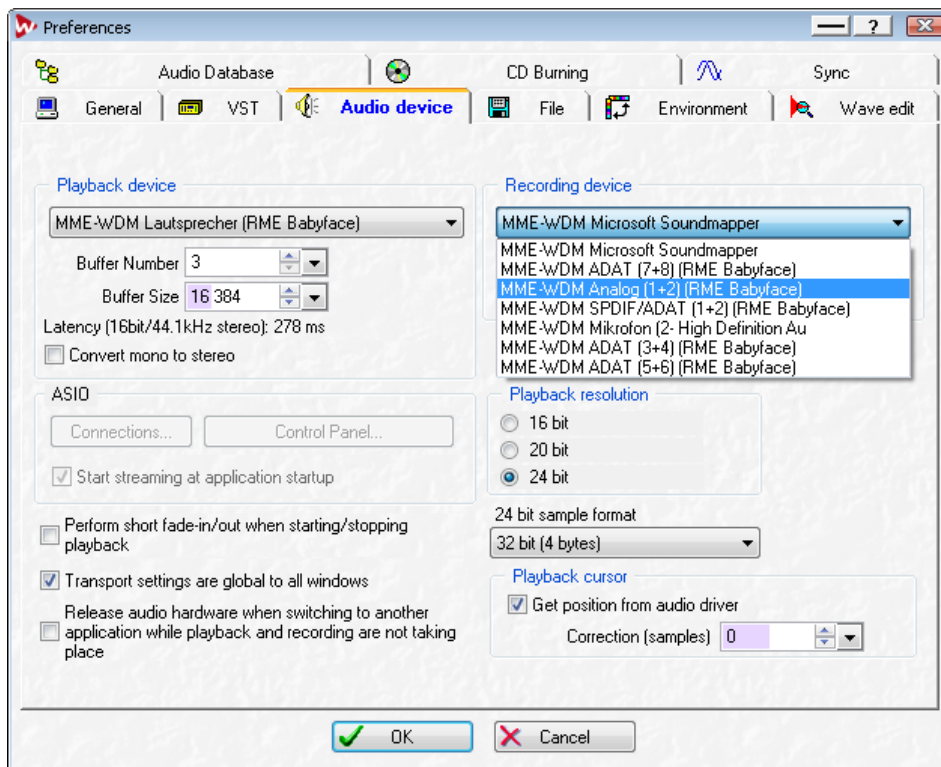 Preferences
?
Audio Database
CD Burning
Sync
General
VST
Audio device
File
Environment
Wave edit
Playback device
MME-WDM Lautsprecher (RME Babyface)
Buffer Number 3
Buffer Size 16 384
Latency (16bit/44.1kHz stereo): 278 ms
Convert mono to stereo
Recording device
MME-WDM Microsoft Soundmapper
MME-WDM Microsoft Soundmapper
MME-WDM ADAT (7+8) (RME Babyface)
MME-WDM Analog (1+2) (RME Babyface)
MME-WDM SPDIF/ADAT (1+2) (RME Babyface)
MME-WDM Mikrofon (2- High Definition Au
MME-WDM ADAT (3+4) (RME Babyface)
MME-WDM ADAT (5+6) (RME Babyface)
ASIO
Connections...
Control Panel...
Start streaming at application startup
Playback resolution
16 bit
20 bit
24 bit
Perform short fade-in/out when starting/stopping
playback
Transport settings are global to all windows
Release audio hardware when switching to another
application while playback and recording are not taking
place
24 bit sample format
32 bit (4 bytes)
Playback cursor
Get position from audio driver
Correction (samples) 0
OK
Cancel